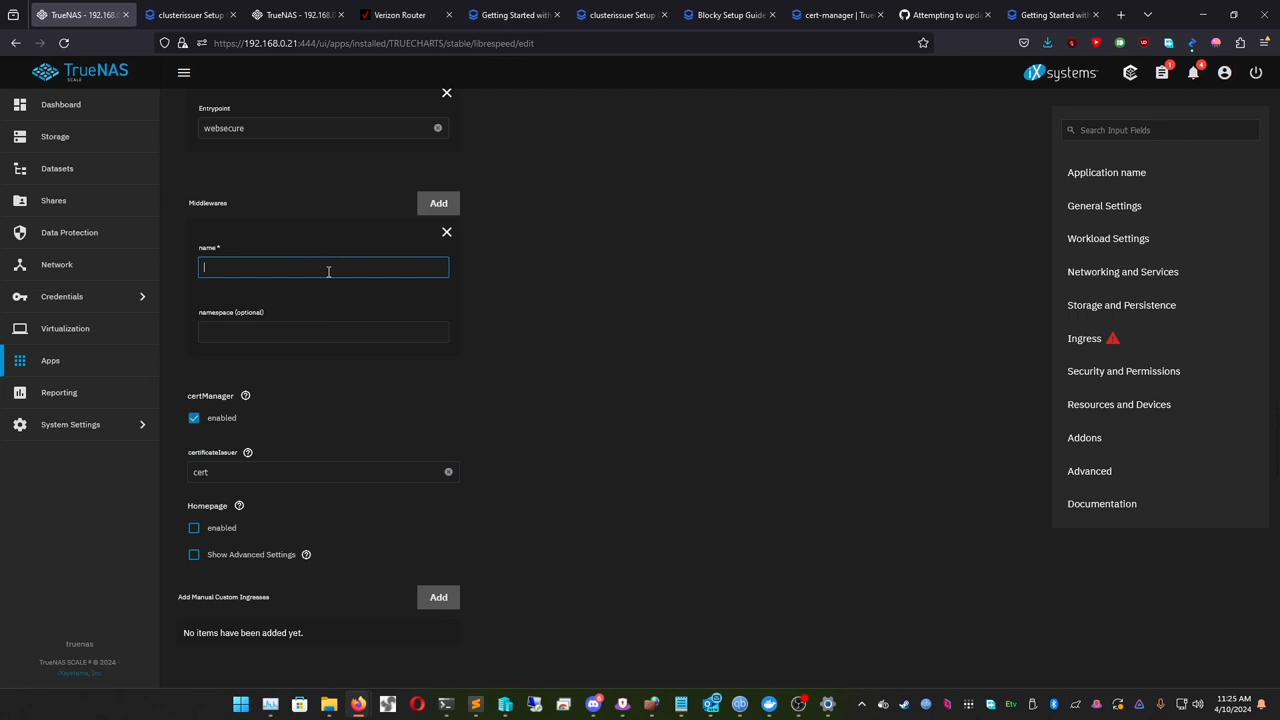 TrueNAS - 192.168.0
clusterissuer Setup G
TrueNAS - 192.168.0
Verizon Router
Getting Started with
clusterissuer Setup
Blocky Setup Guide
cert-manager | True
Attempting to upda
Getting Started with
https://192.168.0.21:444/ui/apps/installed/TRUECHARTS/stable/librespeed/edit
TrueNAS
SCALE
iXsystems
1
4
Dashboard
Storage
Datasets
Shares
Data Protection
Network
Credentials
Virtualization
Apps
Reporting
System Settings
truenas
TrueNAS SCALE ® © 2024 -
iXsystems, Inc
Entrypoint
websecure
Middlewares
Add
name *
namespace (optional)
certManager
enabled
certificateIssuer
cert
Homepage
enabled
Show Advanced Settings
Add Manual Custom Ingresses
Add
No items have been added yet.
Search Input Fields
Application name
General Settings
Workload Settings
Networking and Services
Storage and Persistence
Ingress
Security and Permissions
Resources and Devices
Addons
Advanced
Documentation
Etv
11:25 AM
4/10/2024